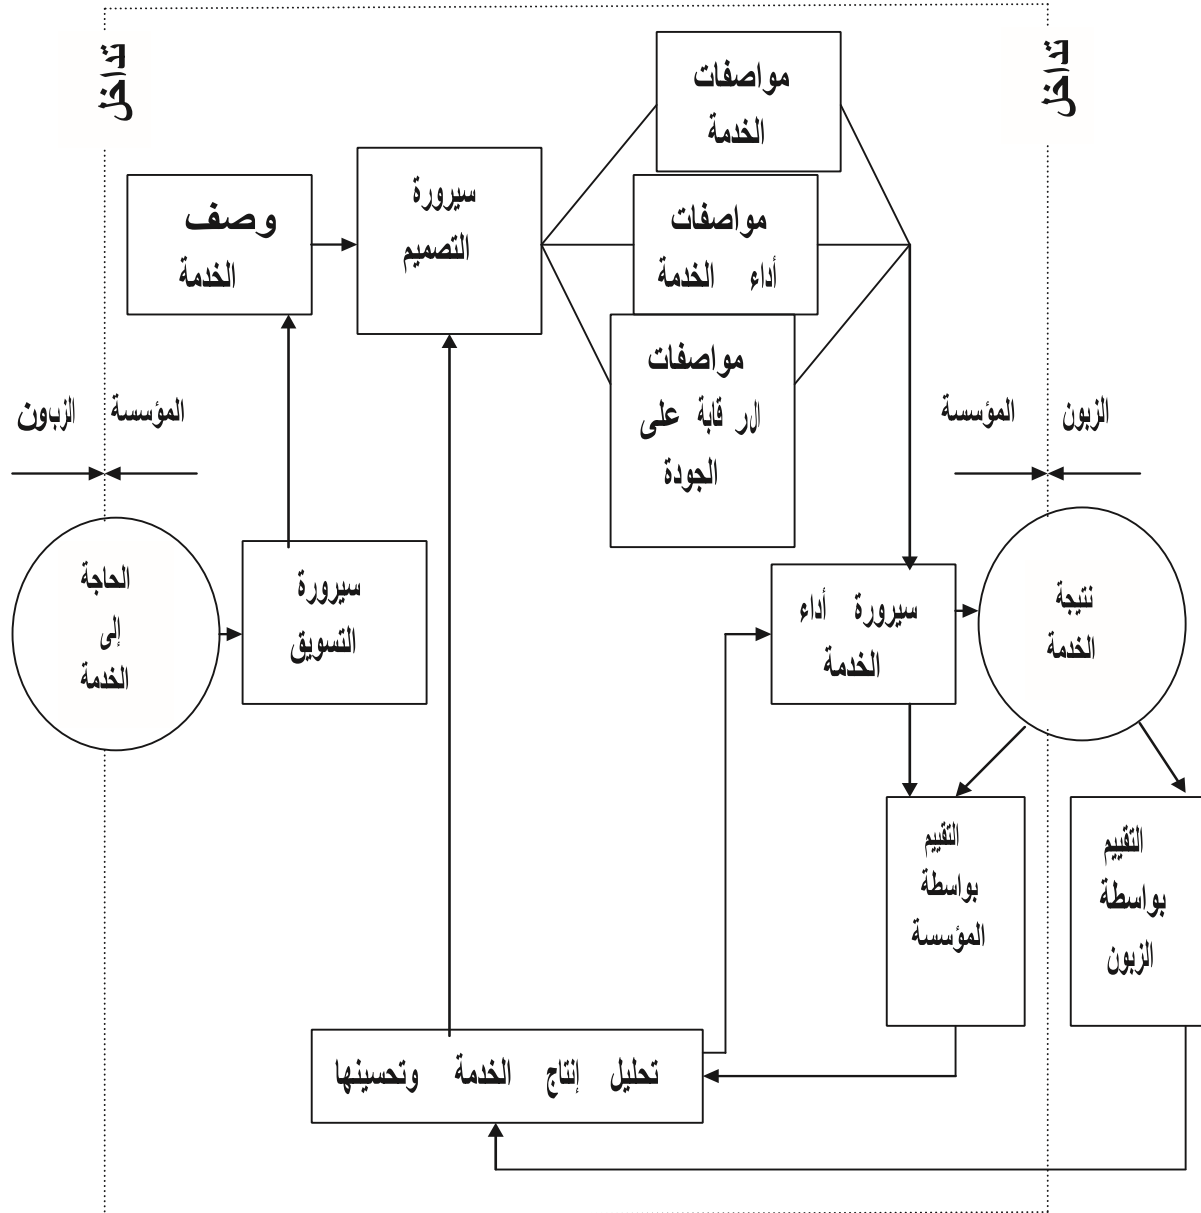 تداخل
تداخل
مواصفات
الخدمة
سيرورة
التصميم
وصف
الخدمة
مواصفات
أداء الخدمة
مواصفات
الرقابة على
الجودة
الزبون
المؤسسة
المؤسسة
الزبون
الحاجة
إلى
الخدمة
سيرورة
التسويق
سيرورة أداء
الخدمة
نتيجة
الخدمة
التقييم
بواسطة
المؤسسة
التقييم
بواسطة
الزبون
تحليل إنتاج الخدمة وتحسينها